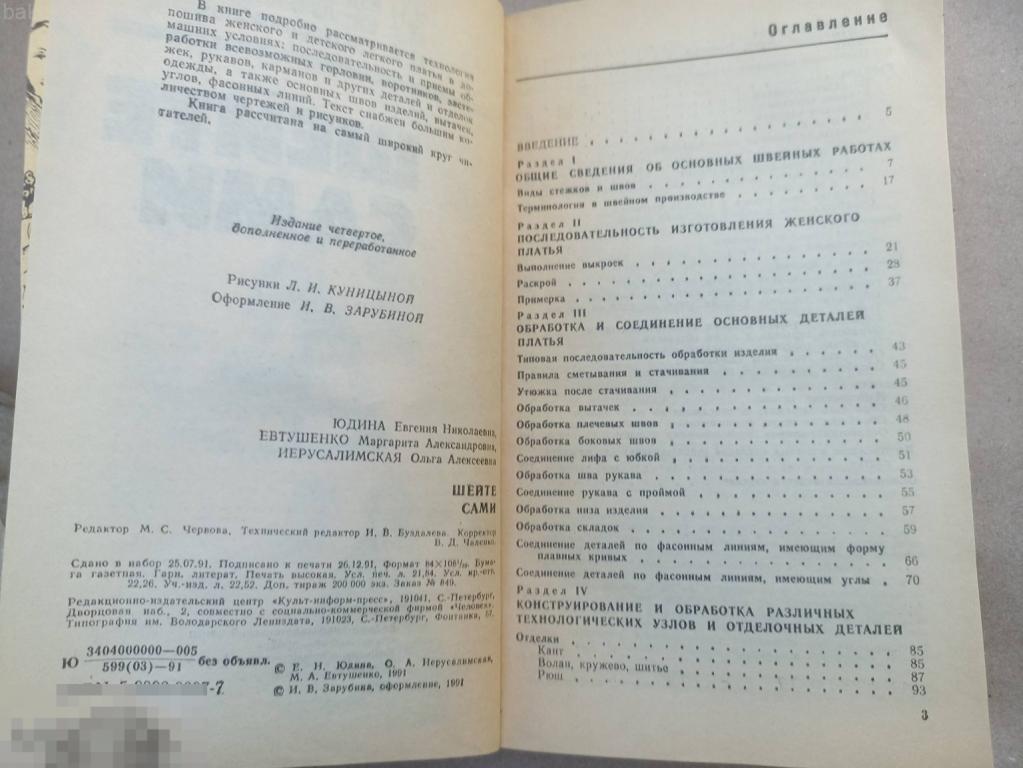 В книге подробно рассматривается технология
пошива женского и детского легкого платья в до-
машних условиях: последовательность и приемы об-
работки всевозможных горловин, воротников, засте-
жек, рукавов, карманов и других деталей и отделок
одежды, а также основных швов изделий, вытачек,
углов, фасонных линий. Текст снабжен большим ко-
личеством чертежей и рисунков.
Книга рассчитана на самый широкий круг чи-
тателей.
Издание четвертое,
дополненное и переработанное
Рисунки Л. И. КУНИЦЫНОЙ
Оформление И. В. ЗАРУБИНОЙ
ЮДИНА Евгения Николаевна,
ЕВТУШЕНКО Маргарита Александровна,
ИЕРУСАЛИМСКАЯ Ольга Алексеевна
ШЕЙТЕ
САМИ
Редактор М. С. Червова, Технический редактор И. В. Буздалева. Корректор
В. Д. Чаленко.
Сдано в набор 25.07.91. Подписано к печати 26.12.91. Формат 84×108¹/₃₂. Бума-
га газетная. Гарн. литерат. Печать высокая. Усл. печ. л. 21,84. Усл. кр.-отт.
22,26. Уч.-изд. л. 22,52. Доп. тираж 200 000 экз. Заказ № 849.
Редакционно-издательский центр «Культ-информ-пресс», 191041, С.-Петербург,
Дворцовая наб., 2, совместно с социально-коммерческой фирмой «Человек».
Типография им. Володарского Лениздата, 191023, С.-Петербург, Фонтанка, 57.
Ю 3404000000—005
599(03)—91 без объявл.
© Е. Н. Юдина, О. А. Иерусалимская,
М. А. Евтушенко, 1991
© И. В. Зарубина, оформление, 1991
Оглавление
ВВЕДЕНИЕ 5
Раздел I
ОБЩИЕ СВЕДЕНИЯ ОБ ОСНОВНЫХ ШВЕЙНЫХ РАБОТАХ
Виды стежков и швов 7
Терминология в швейном производстве 17
Раздел II
ПОСЛЕДОВАТЕЛЬНОСТЬ ИЗГОТОВЛЕНИЯ ЖЕНСКОГО
ПЛАТЬЯ
Выполнение выкроек 21
Раскрой 28
Примерка 37
Раздел III
ОБРАБОТКА И СОЕДИНЕНИЕ ОСНОВНЫХ ДЕТАЛЕЙ
ПЛАТЬЯ
Типовая последовательность обработки изделия 43
Правила сметывания и стачивания 45
Утюжка после стачивания 45
Обработка вытачек 46
Обработка плечевых швов 48
Обработка боковых швов 50
Соединение лифа с юбкой 51
Обработка шва рукава 53
Соединение рукава с проймой 55
Обработка низа изделия 57
Обработка складок 59
Соединение деталей по фасонным линиям, имеющим форму
плавных кривых 66
Соединение деталей по фасонным линиям, имеющим углы 70
Раздел IV
КОНСТРУИРОВАНИЕ И ОБРАБОТКА РАЗЛИЧНЫХ
ТЕХНОЛОГИЧЕСКИХ УЗЛОВ И ОТДЕЛОЧНЫХ ДЕТАЛЕЙ
Отделки 85
Кант 85
Волан, кружево, шитье 87
Рюш 93
3